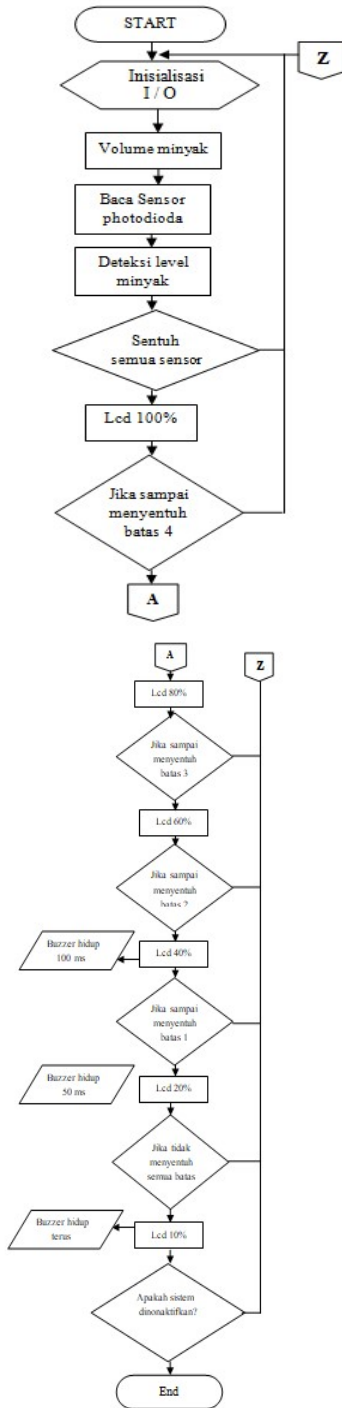 START
Z
Inisialisasi
I / O
Volume minyak
Baca Sensor
photodioda
Deteksi level
minyak
Sentuh
semua sensor
Lcd 100%
Jika sampai
menyentuh
batas 4
A
A
Z
Lcd 80%
Jika sampai
menyentuh
batas 3
Lcd 60%
Jika sampai
menyentuh
batas 2
Buzzer hidup
100 ms
Lcd 40%
Jika sampai
menyentuh
batas 1
Buzzer hidup
50 ms
Lcd 20%
Jika tidak
menyentuh
semua batas
Buzzer hidup
terus
Lcd 10%
Apakah sistem
dinonaktifkan?
End